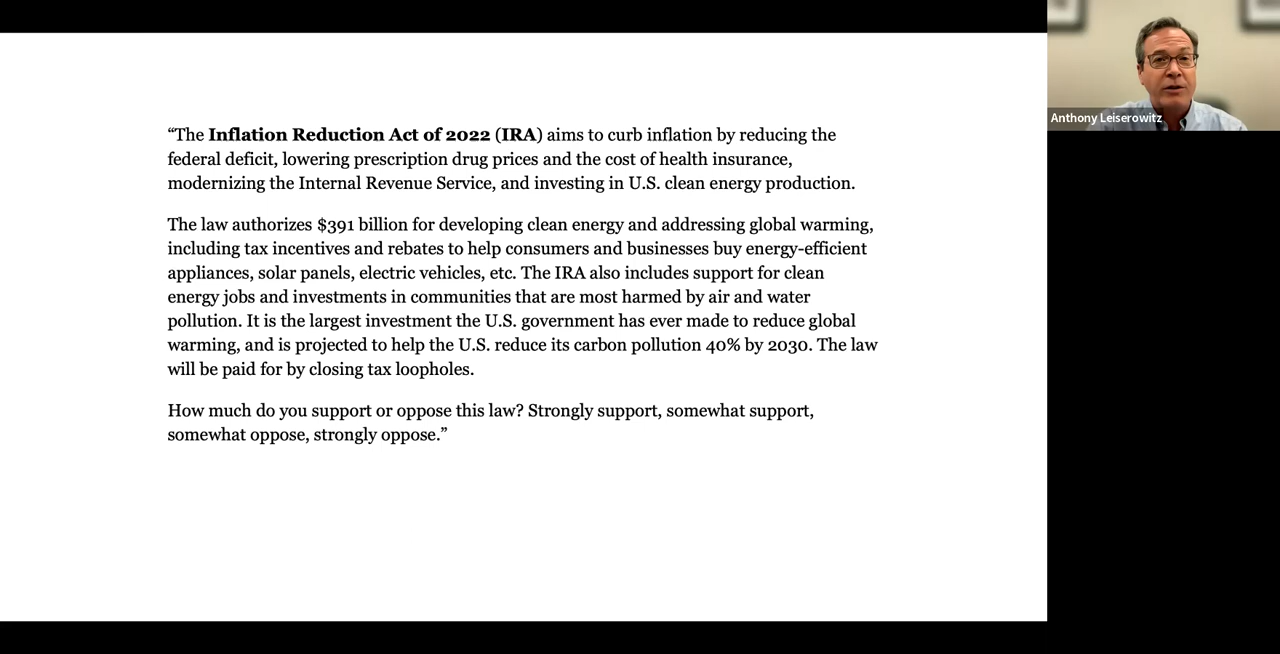 “The Inflation Reduction Act of 2022 (IRA) aims to curb inflation by reducing the
federal deficit, lowering prescription drug prices and the cost of health insurance,
modernizing the Internal Revenue Service, and investing in U.S. clean energy production.
The law authorizes $391 billion for developing clean energy and addressing global warming,
including tax incentives and rebates to help consumers and businesses buy energy-efficient
appliances, solar panels, electric vehicles, etc. The IRA also includes support for clean
energy jobs and investments in communities that are most harmed by air and water
pollution. It is the largest investment the U.S. government has ever made to reduce global
warming, and is projected to help the U.S. reduce its carbon pollution 40% by 2030. The law
will be paid for by closing tax loopholes.
How much do you support or oppose this law? Strongly support, somewhat support,
somewhat oppose, strongly oppose.”
Anthony Leiserowitz